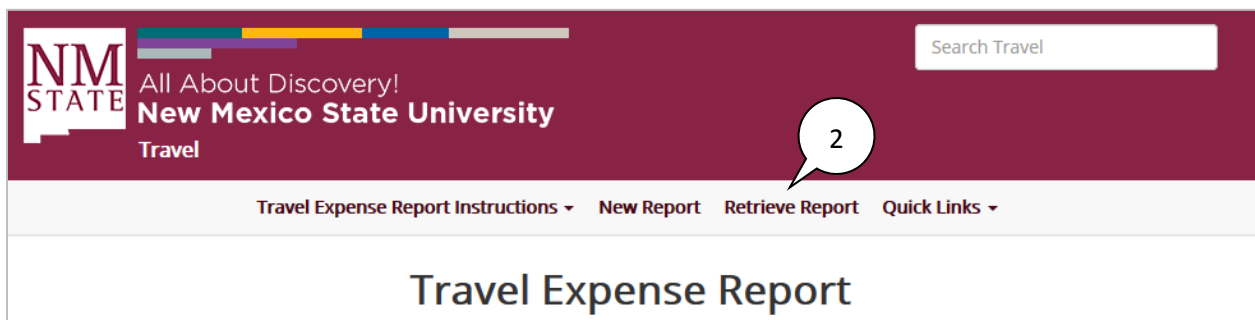 NM
STATE
All About Discovery!
New Mexico State University
Travel
Search Travel
2
Travel Expense Report Instructions New Report Retrieve Report Quick Links
Travel Expense Report